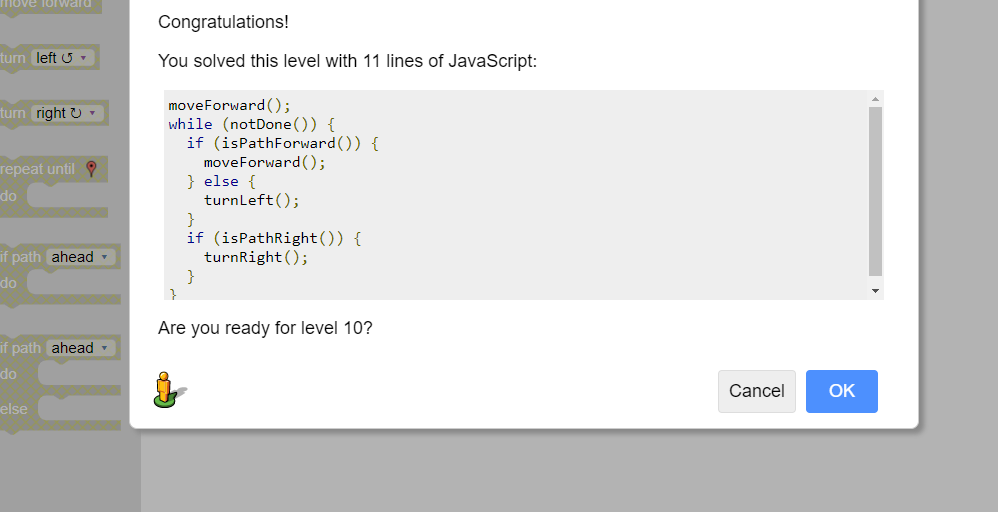 move forward
turn left ↺ ▾
turn right ↻ ▾
repeat until
do
if path ahead ▾
do
if path ahead ▾
do
else
Congratulations!
You solved this level with 11 lines of JavaScript:
moveForward();
while (notDone()) {
  if (isPathForward()) {
    moveForward();
  } else {
    turnLeft();
  }
  if (isPathRight()) {
    turnRight();
  }
}
Are you ready for level 10?
Cancel
OK